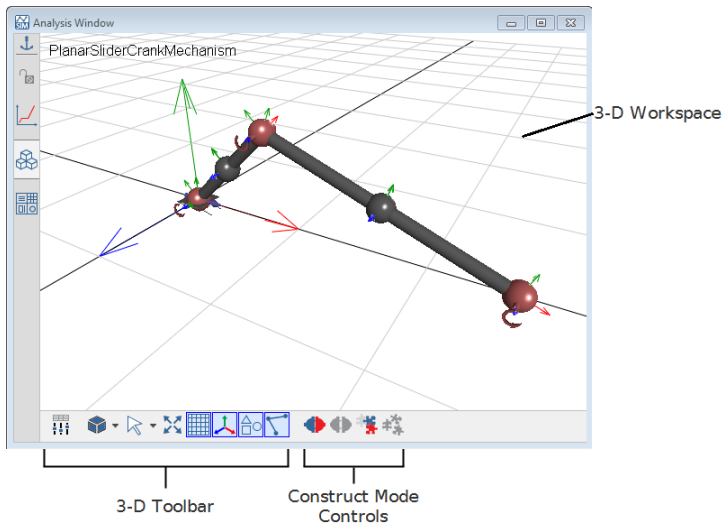 Analysis Window
PlanarSliderCrankMechanism
3-D Workspace
3-D Toolbar
Construct Mode
Controls